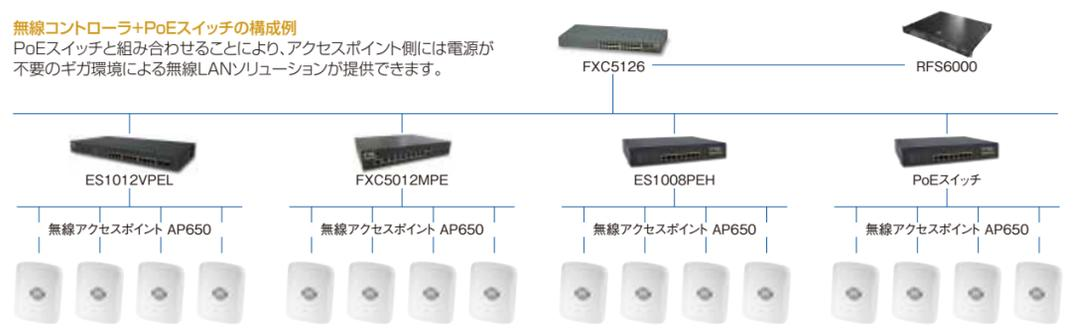 無線コントローラ+PoEスイッチの構成例
PoEスイッチと組み合わせることにより、アクセスポイント側には電源が
不要のギガ環境による無線LANソリューションが提供できます。
FXC5126
RFS6000
ES1012VPEL
FXC5012MPE
ES1008PEH
PoEスイッチ
無線アクセスポイント AP650
無線アクセスポイント AP650
無線アクセスポイント AP650
無線アクセスポイント AP650